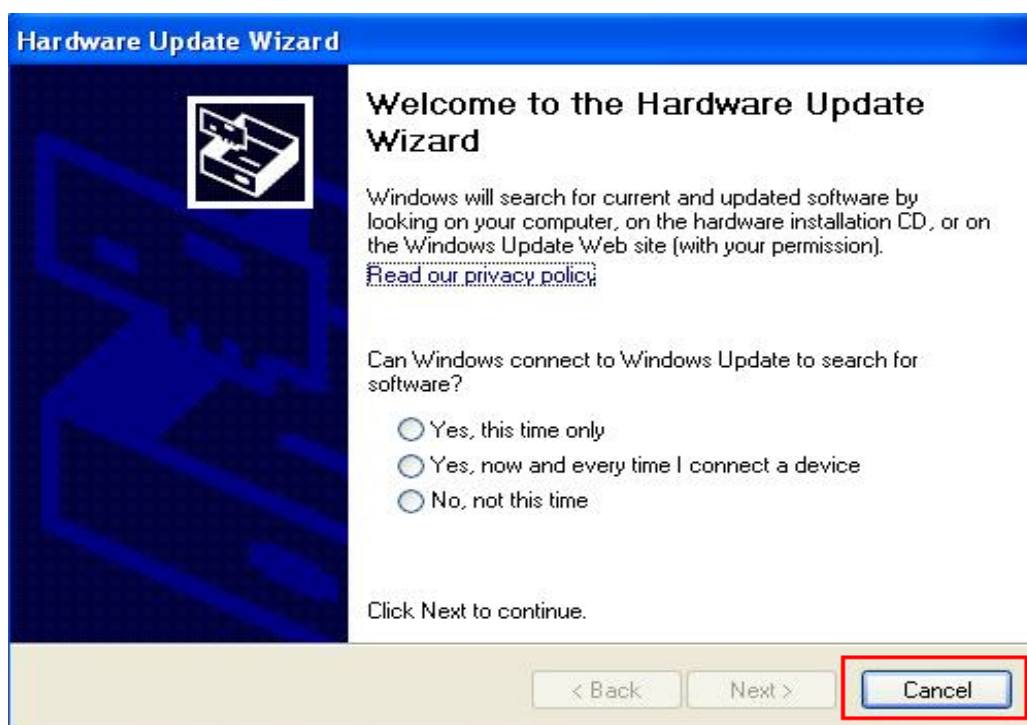 Hardware Update Wizard
Welcome to the Hardware Update
Wizard
Windows will search for current and updated software by
looking on your computer, on the hardware installation CD, or on
the Windows Update Web site (with your permission).
Read our privacy policy
Can Windows connect to Windows Update to search for
software?
Yes, this time only
Yes, now and every time I connect a device
No, not this time
Click Next to continue.
< Back Next > Cancel